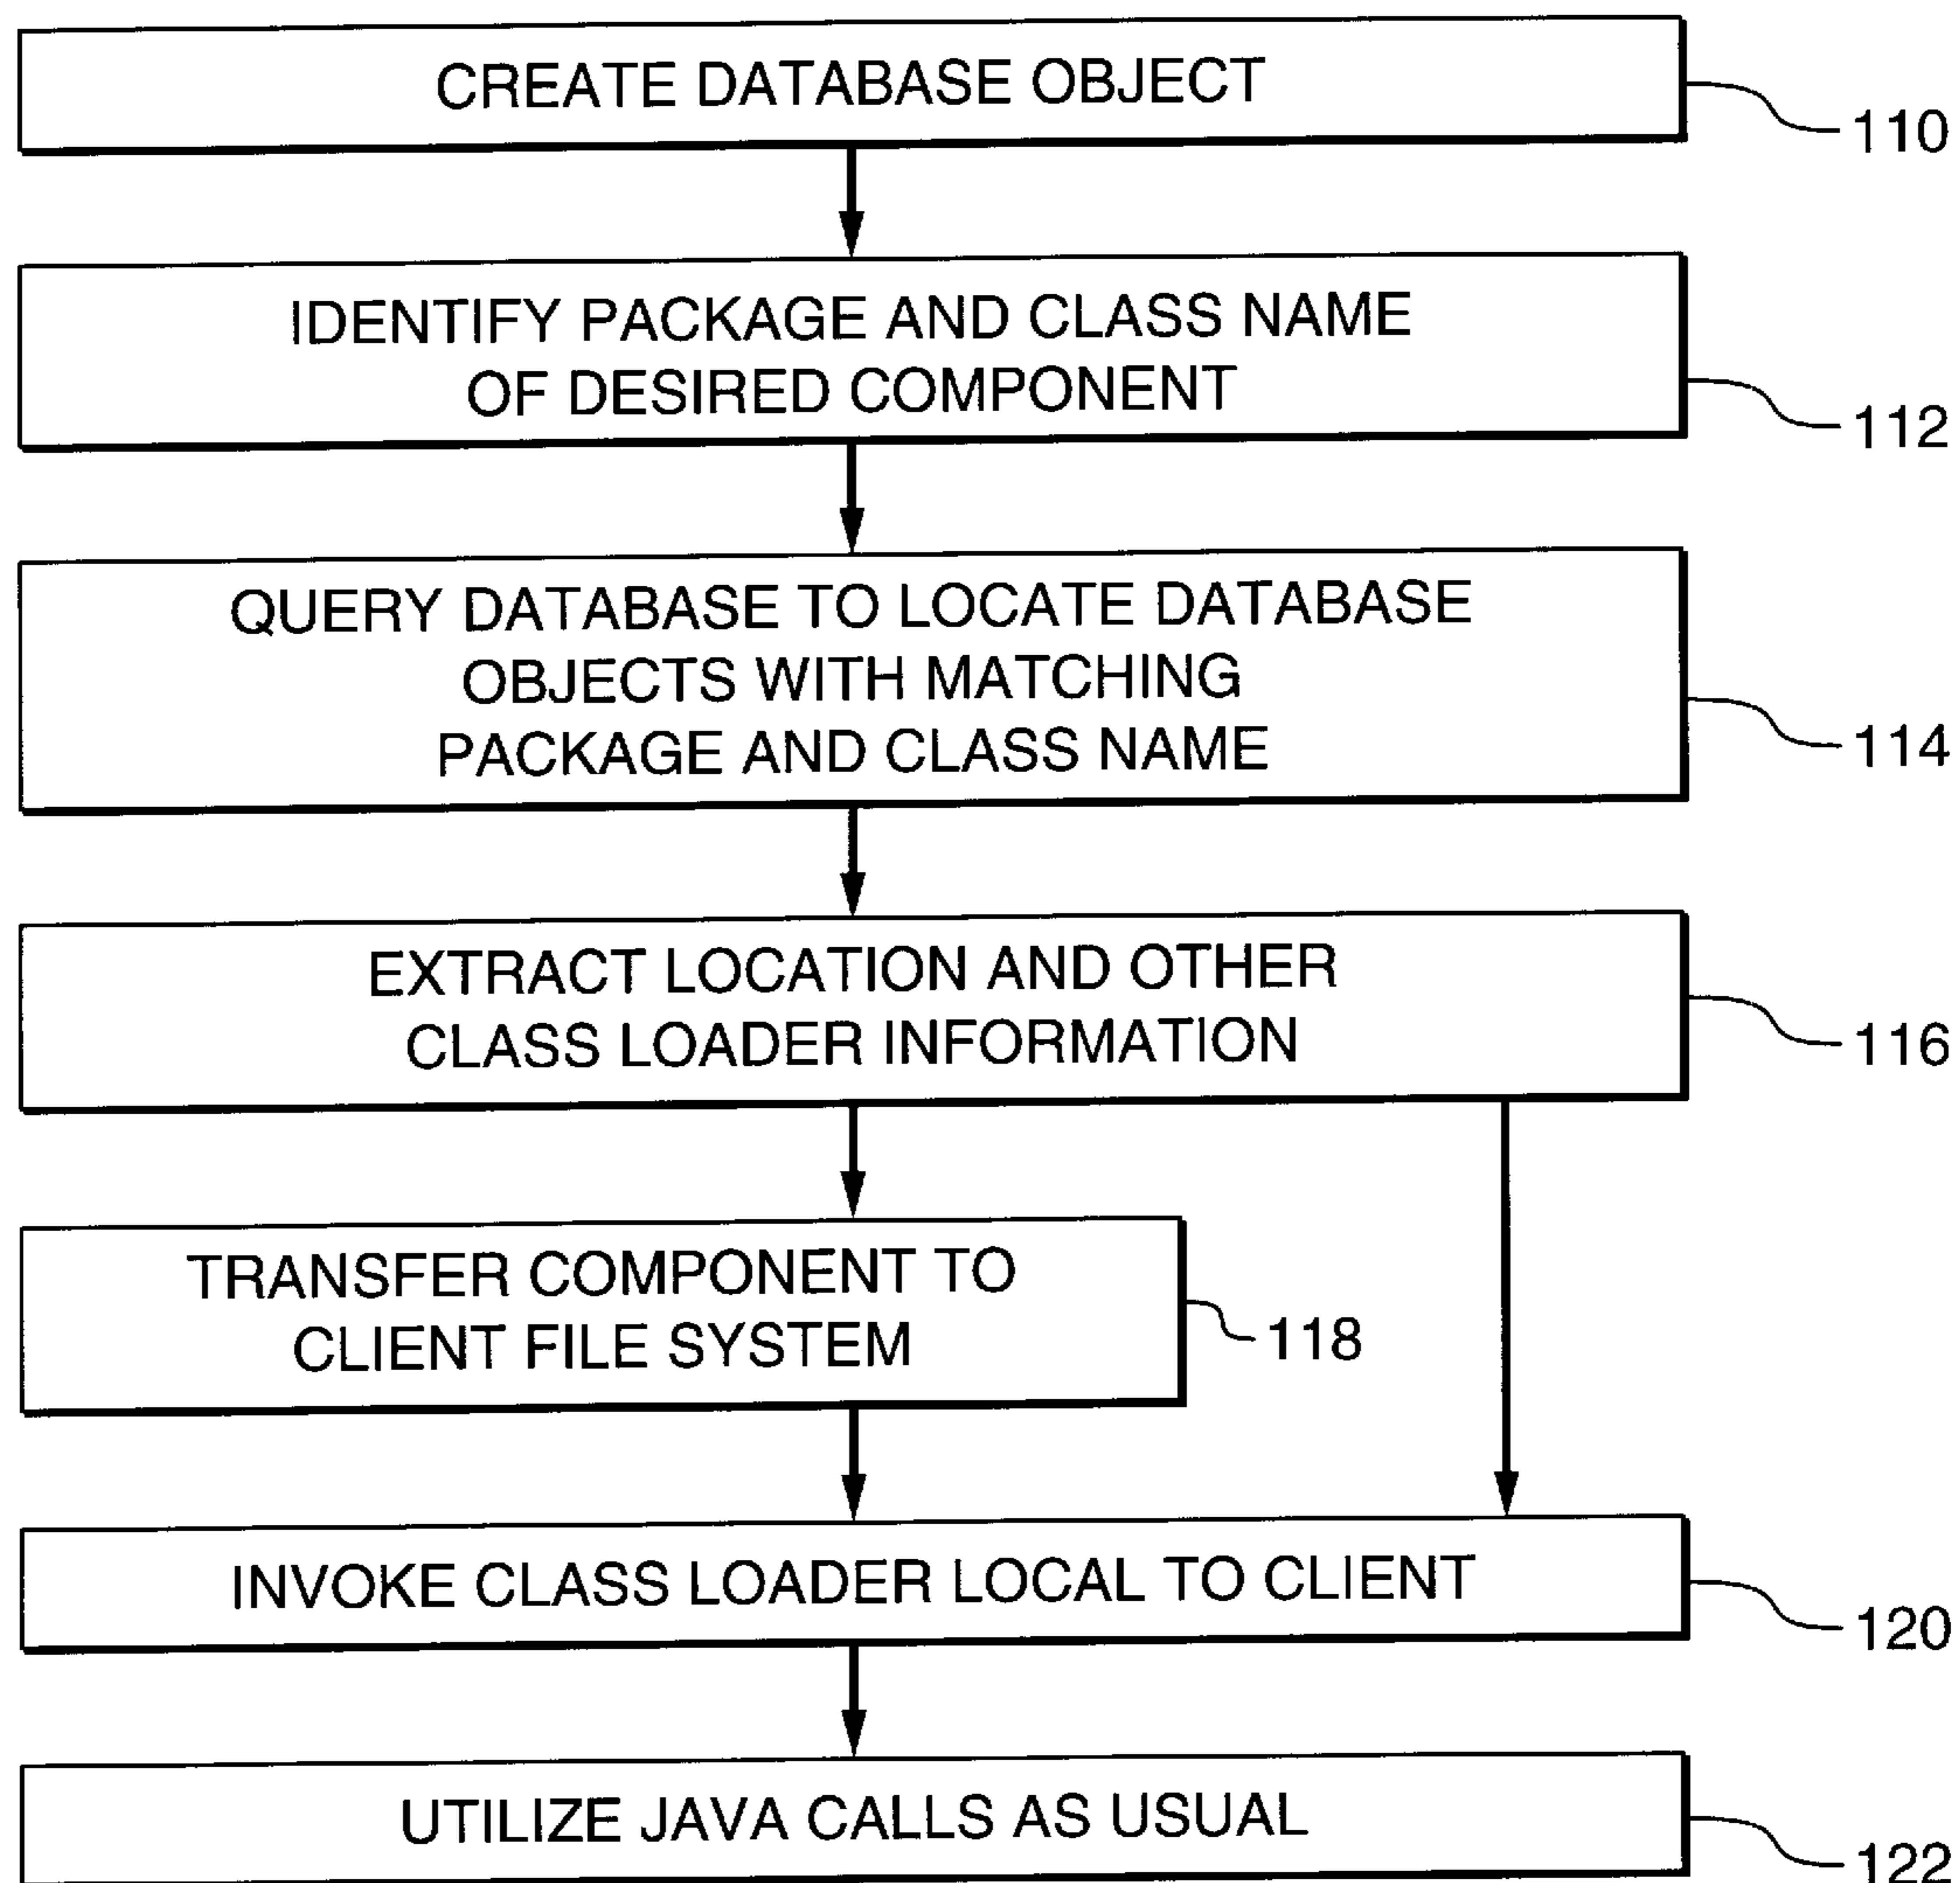 CREATE DATABASE OBJECT
110
IDENTIFY PACKAGE AND CLASS NAME
OF DESIRED COMPONENT
112
QUERY DATABASE TO LOCATE DATABASE
OBJECTS WITH MATCHING
PACKAGE AND CLASS NAME
114
EXTRACT LOCATION AND OTHER
CLASS LOADER INFORMATION
116
TRANSFER COMPONENT TO
CLIENT FILE SYSTEM
118
INVOKE CLASS LOADER LOCAL TO CLIENT
120
UTILIZE JAVA CALLS AS USUAL
122